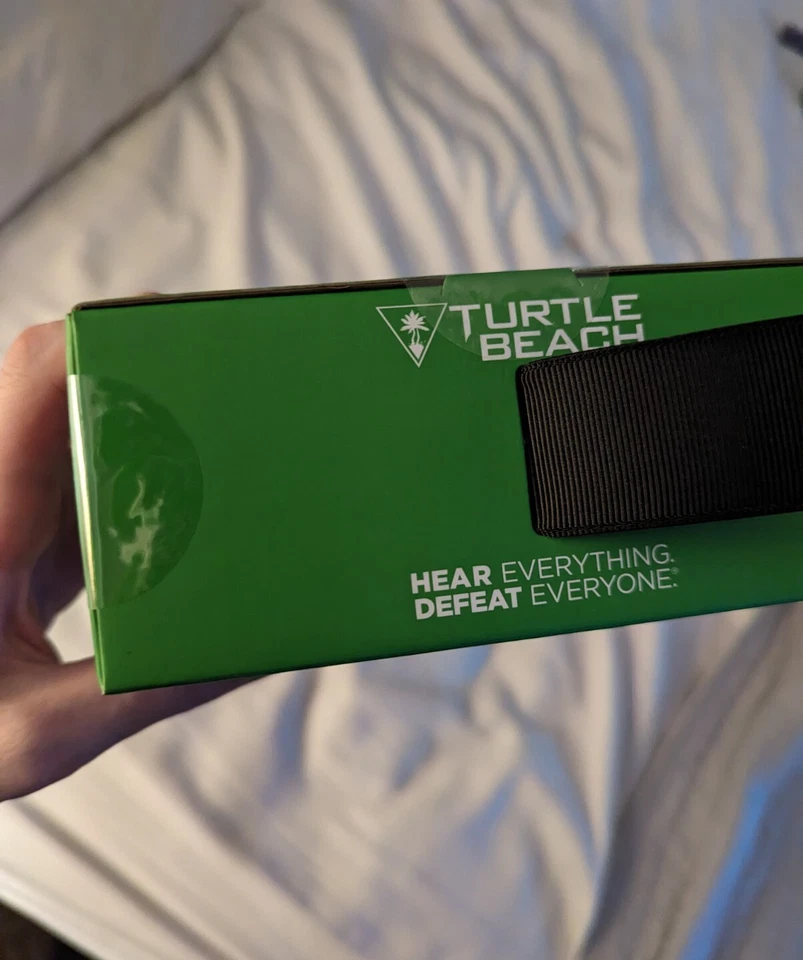 TURTLE
BEACH
HEAR EVERYTHING.
DEFEAT EVERYONE.®